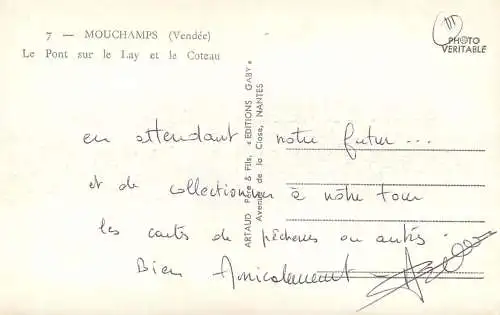 7 — MOUCHAMPS (Vendée)
Le Pont sur le Lay et le Coteau
PHOTO
VERITABLE
ARTAUD Père & Fils, « EDITIONS GABY »
Avenue de la Close, NANTES
en attendant notre futur ...
et de collectionner à nôtre tour
les cartes de pêcheres ou autres.
Bien Amicalement